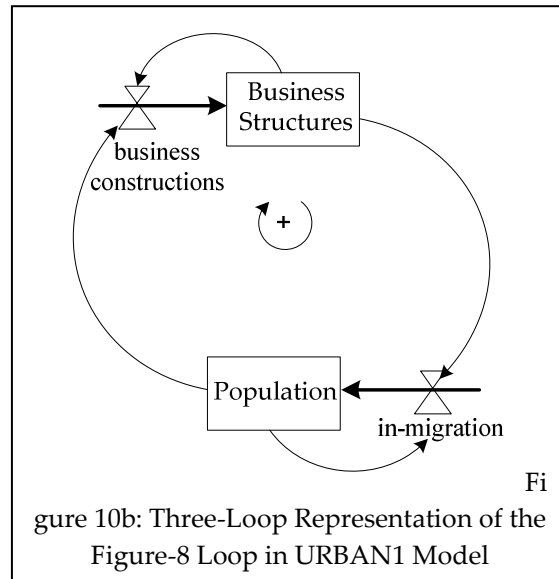 Business
Structures
business
constructions
+
Population
in-migration
Fi
gure 10b: Three-Loop Representation of the
Figure-8 Loop in URBAN1 Model